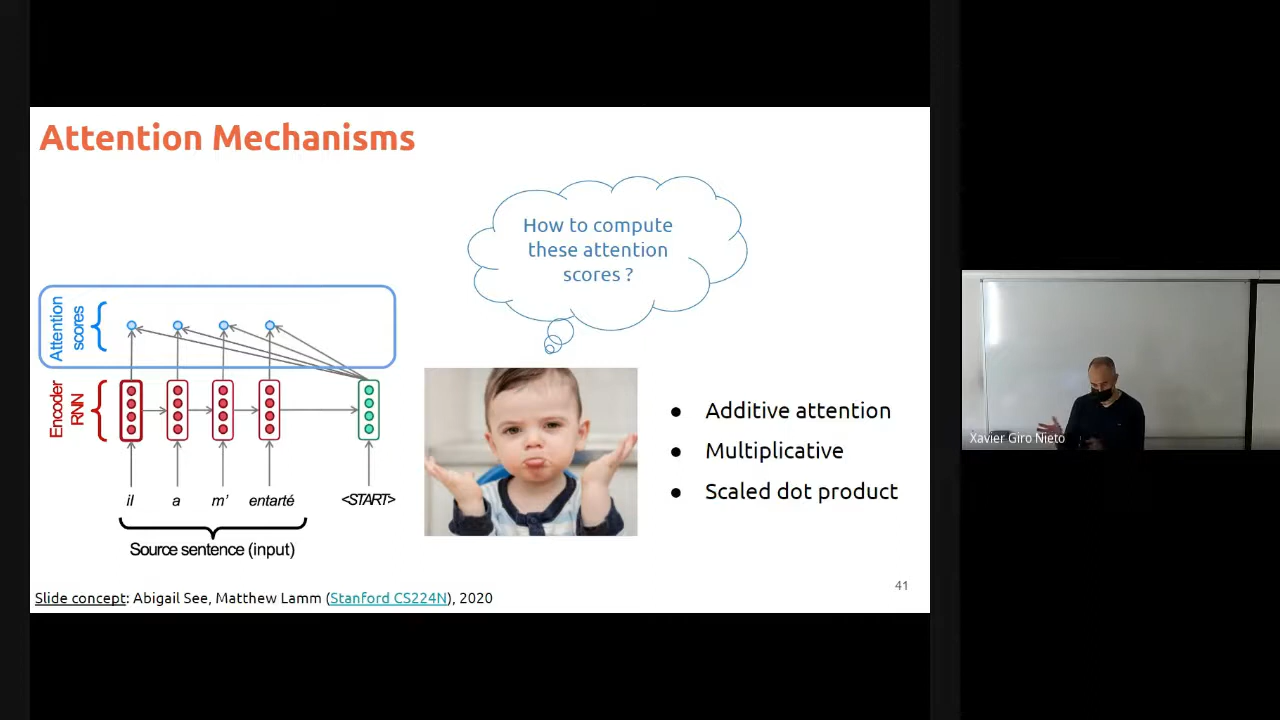 Attention Mechanisms
How to compute
these attention
scores ?
Attention
scores
Encoder
RNN
il a m' entarté <START>
Source sentence (input)
● Additive attention
● Multiplicative
● Scaled dot product
Slide concept: Abigail See, Matthew Lamm (Stanford CS224N), 2020
41
Xavier Giro Nieto